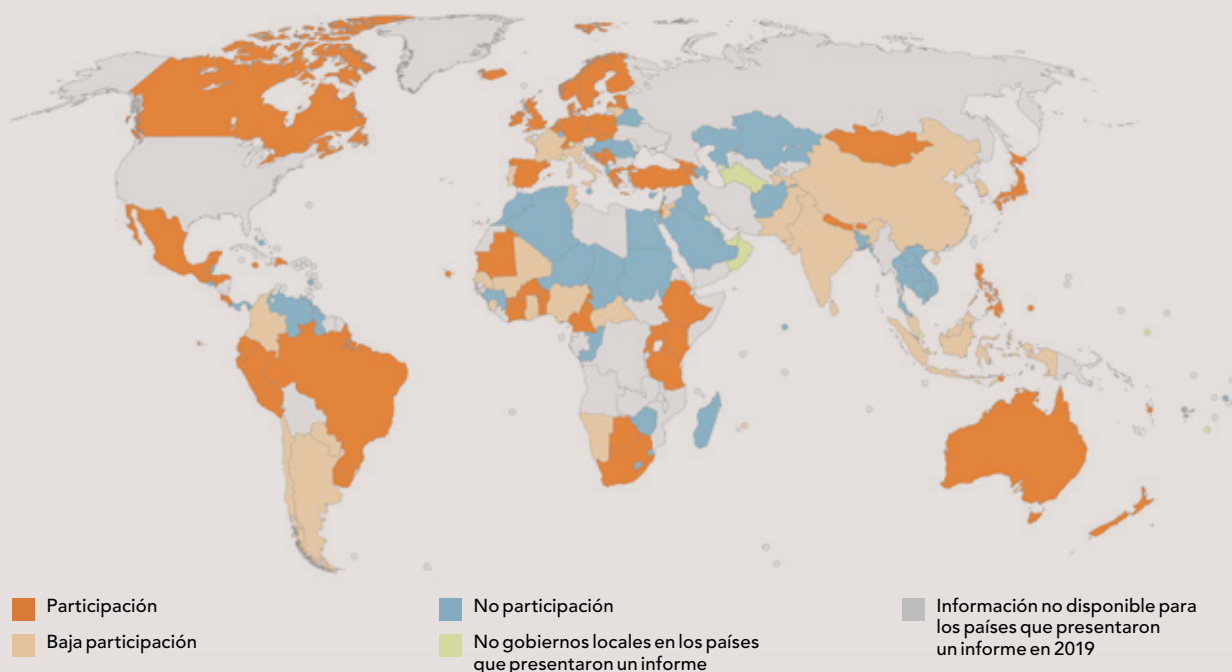 Participación
Baja participación
No participación
No gobiernos locales en los países
que presentaron un informe
Información no disponible para
los países que presentaron
un informe en 2019